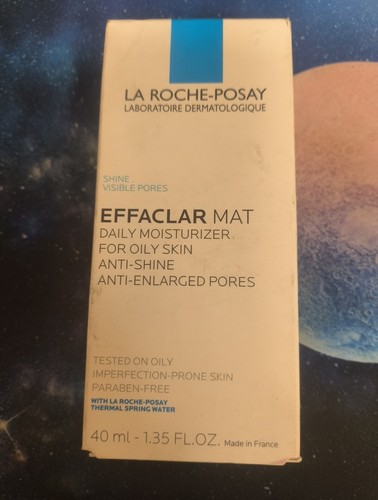 LA ROCHE-POSAY
LABORATOIRE DERMATOLOGIQUE
SHINE
VISIBLE PORES
EFFACLAR MAT
DAILY MOISTURIZER
FOR OILY SKIN
ANTI-SHINE
ANTI-ENLARGED PORES
TESTED ON OILY
IMPERFECTION-PRONE SKIN
PARABEN-FREE
WITH LA ROCHE-POSAY
THERMAL SPRING WATER
40 ml - 1.35 FL.OZ. Made in France